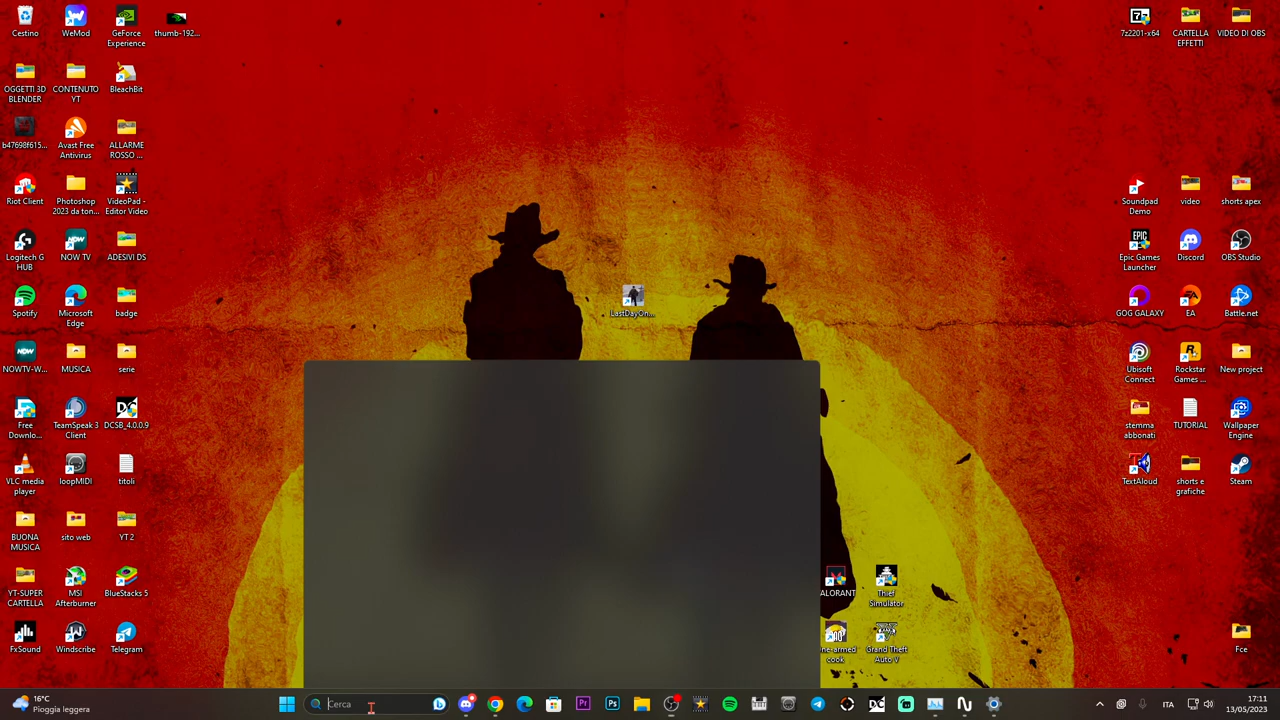 Cestino
WeMod
GeForce
Experience
thumb-192...
7z2201-x64
CARTELLA
EFFETTI
VIDEO DI OBS
OGGETTI 3D
BLENDER
CONTENUTO
YT
BleachBit
b47698f615...
Avast Free
Antivirus
ALLARME
ROSSO ...
Riot Client
Photoshop
2023 da ton...
VideoPad -
Editor Video
Soundpad
Demo
video
shorts apex
Logitech G
HUB
NOW TV
ADESIVI DS
Epic Games
Launcher
Discord
OBS Studio
Spotify
Microsoft
Edge
badge
LastDayOn...
GOG GALAXY
EA
Battle.net
NOWTV-W...
MUSICA
serie
Ubisoft
Connect
Rockstar
Games ...
New project
Free
Downlo...
TeamSpeak 3
Client
DCSB_4.0.0.9
stemma
abbonati
TUTORIAL
Wallpaper
Engine
VLC media
player
loopMIDI
titoli
TextAloud
shorts e
grafiche
Steam
BUONA
MUSICA
sito web
YT 2
YT-SUPER
CARTELLA
MSI
Afterburner
BlueStacks 5
ALORANT
Thief
Simulator
FxSound
Windscribe
Telegram
ne-armed
cook
Grand Theft
Auto V
Fce
16°C
Pioggia leggera
Cerca
ITA
17:11
13/05/2023